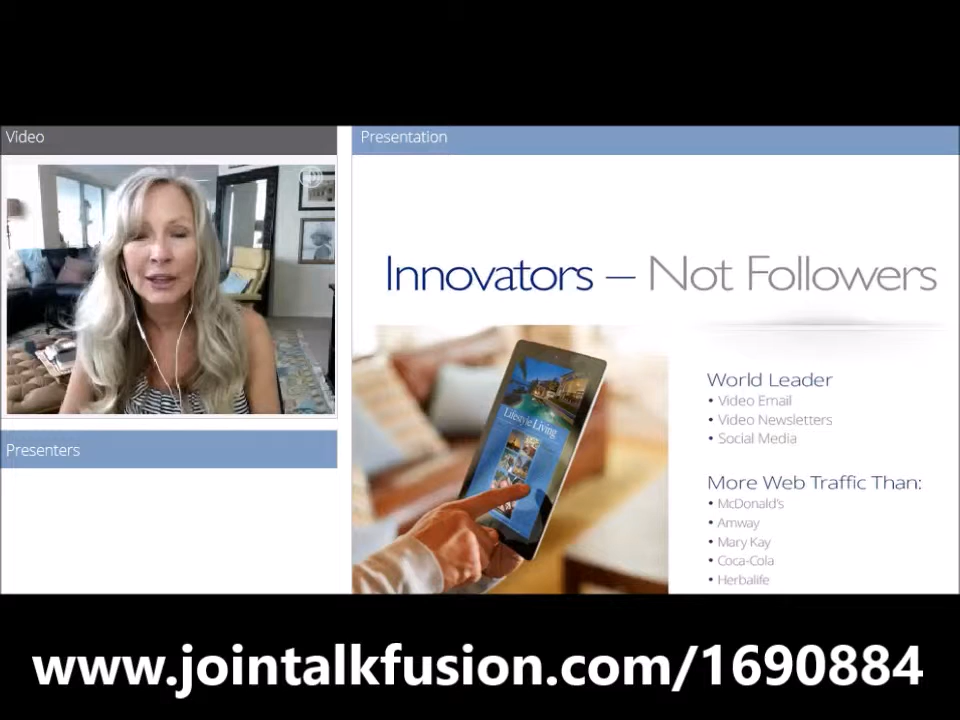 Video
Presentation
Innovators – Not Followers
Lifestyle Living
World Leader
• Video Email
• Video Newsletters
• Social Media
More Web Traffic Than:
• McDonald's
• Amway
• Mary Kay
• Coca-Cola
• Herbalife
Presenters
www.jointalkfusion.com/1690884